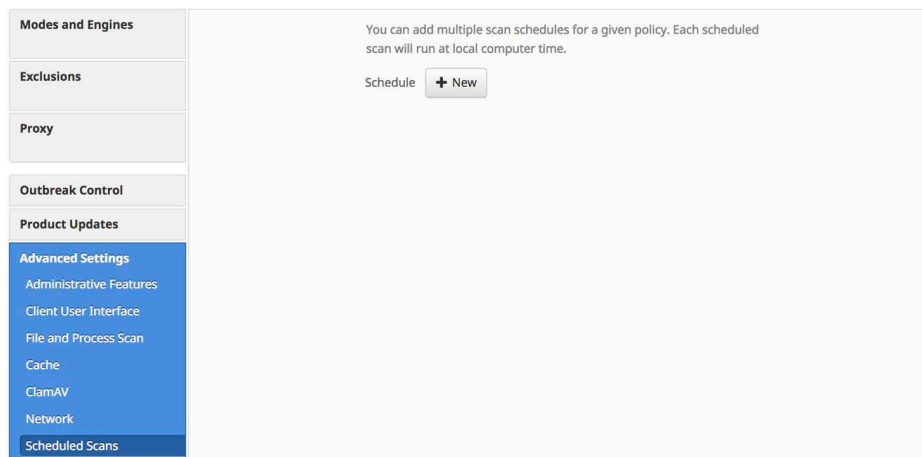 Modes and Engines
Exclusions
Proxy
Outbreak Control
Product Updates
Advanced Settings
Administrative Features
Client User Interface
File and Process Scan
Cache
ClamAV
Network
Scheduled Scans
You can add multiple scan schedules for a given policy. Each scheduled
scan will run at local computer time.
Schedule + New